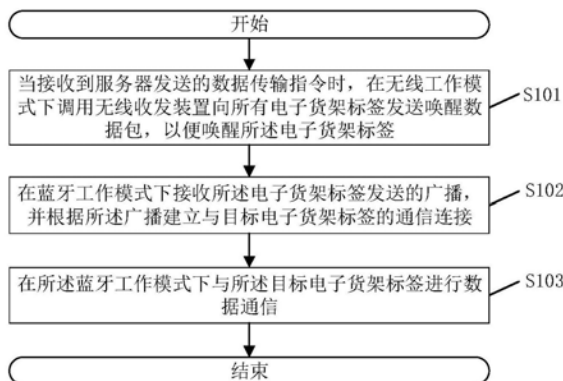 开始
当接收到服务器发送的数据传输指令时，在无线工作模
式下调用无线收发装置向所有电子货架标签发送唤醒数
据包，以便唤醒所述电子货架标签
S101
在蓝牙工作模式下接收所述电子货架标签发送的广播，
并根据所述广播建立与目标电子货架标签的通信连接
S102
在所述蓝牙工作模式下与所述目标电子货架标签进行数
据通信
S103
结束